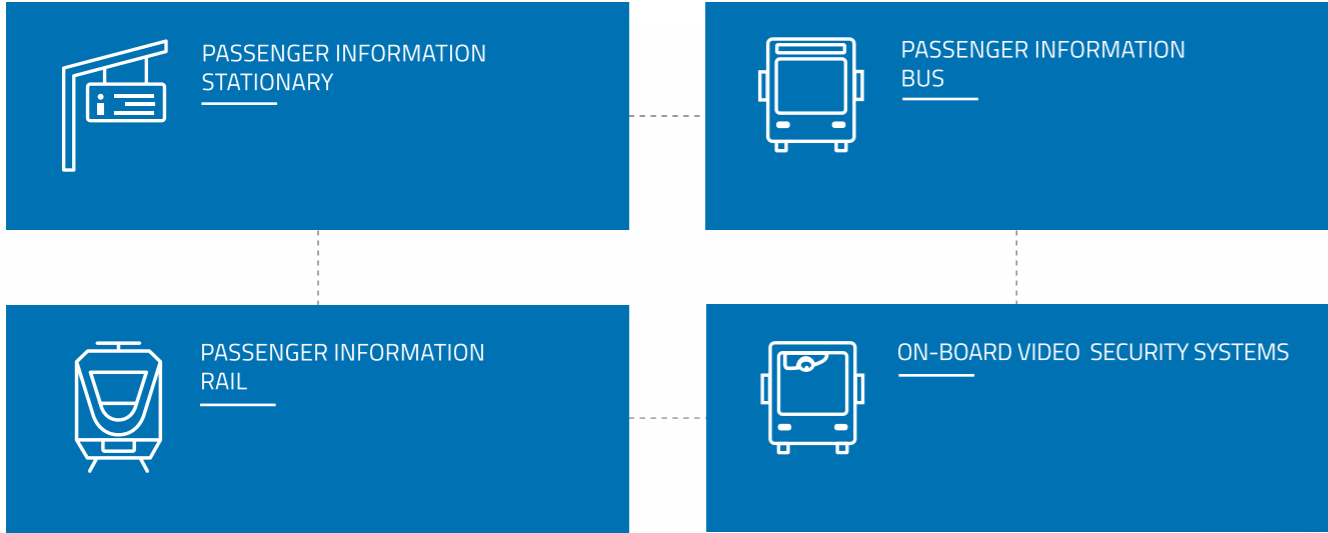 PASSENGER INFORMATION
STATIONARY
PASSENGER INFORMATION
BUS
PASSENGER INFORMATION
RAIL
ON-BOARD VIDEO SECURITY SYSTEMS